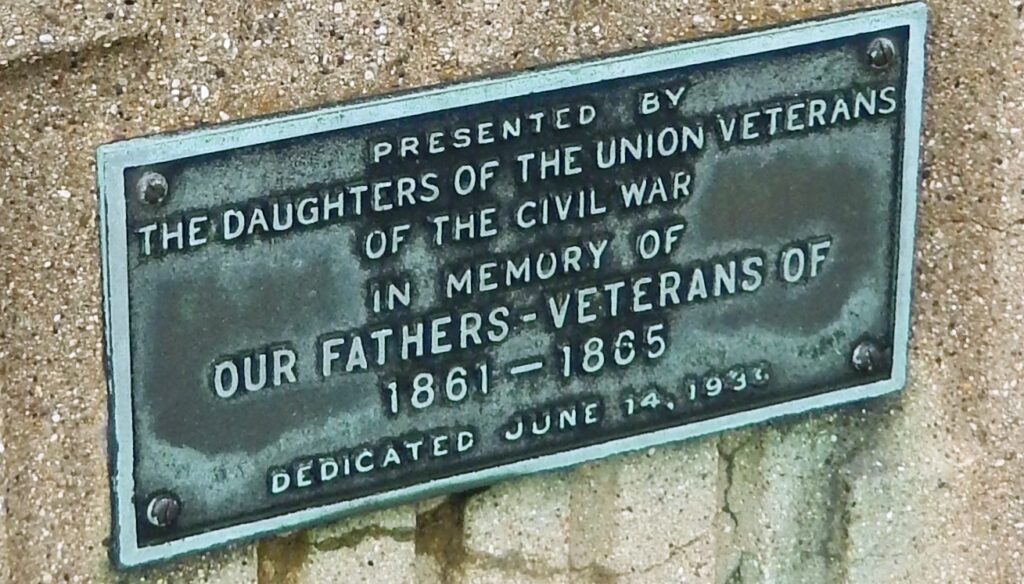 PRESENTED BY
THE DAUGHTERS OF THE UNION VETERANS
OF THE CIVIL WAR
IN MEMORY OF
OUR FATHERS-VETERANS OF
1861-1865
DEDICATED JUNE 14,